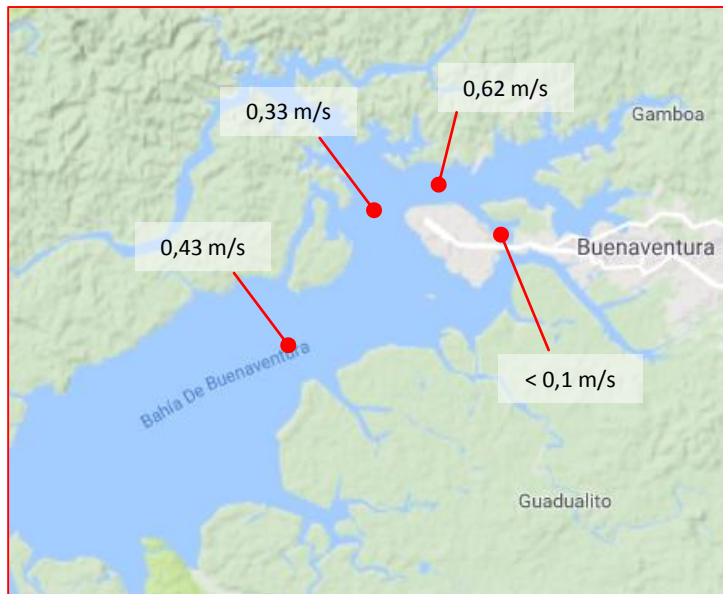 0,62 m/s
0,33 m/s
Gamboa
0,43 m/s
Buenaventura
Bahía De Buenaventura
< 0,1 m/s
Guadualito